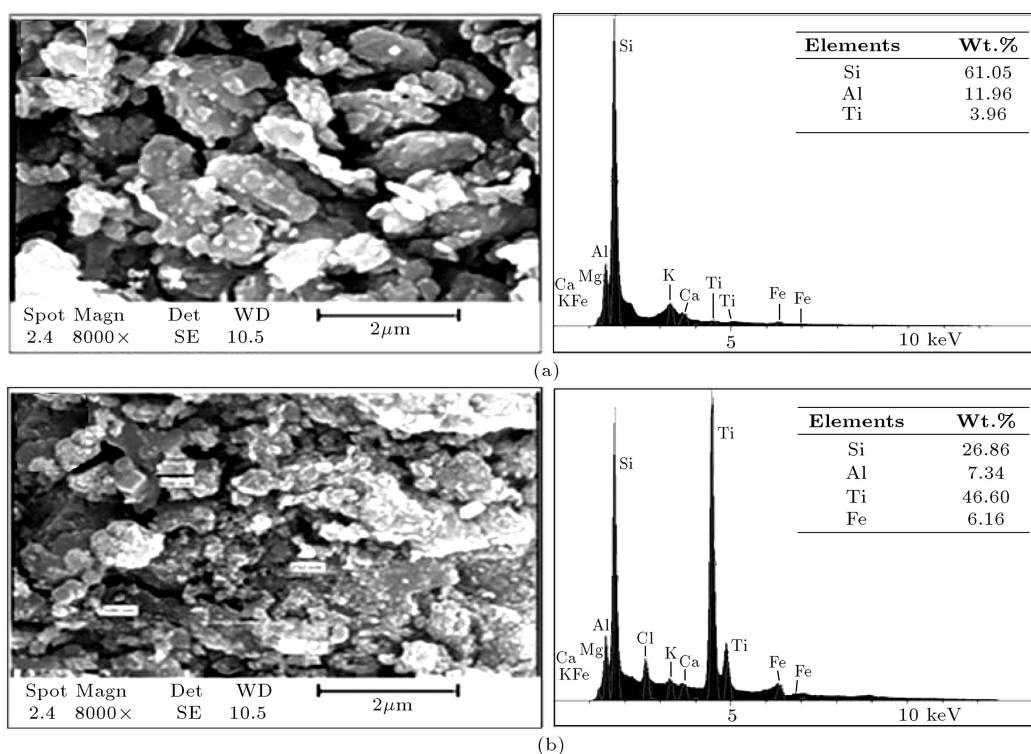 Spot Magn Det WD
2.4 8000× SE 10.5
2μm
Si
Al
Mg
Ca
KFe
K
Ca
Ti
Ti
Fe
Fe
5
10 keV
Elements Wt.%
Si 61.05
Al 11.96
Ti 3.96
(a)
Spot Magn Det WD
2.4 8000× SE 10.5
2μm
Si
Al
Mg
Ca
KFe
Cl
K
Ca
Ti
Ti
Fe
Fe
5
10 keV
Elements Wt.%
Si 26.86
Al 7.34
Ti 46.60
Fe 6.16
(b)